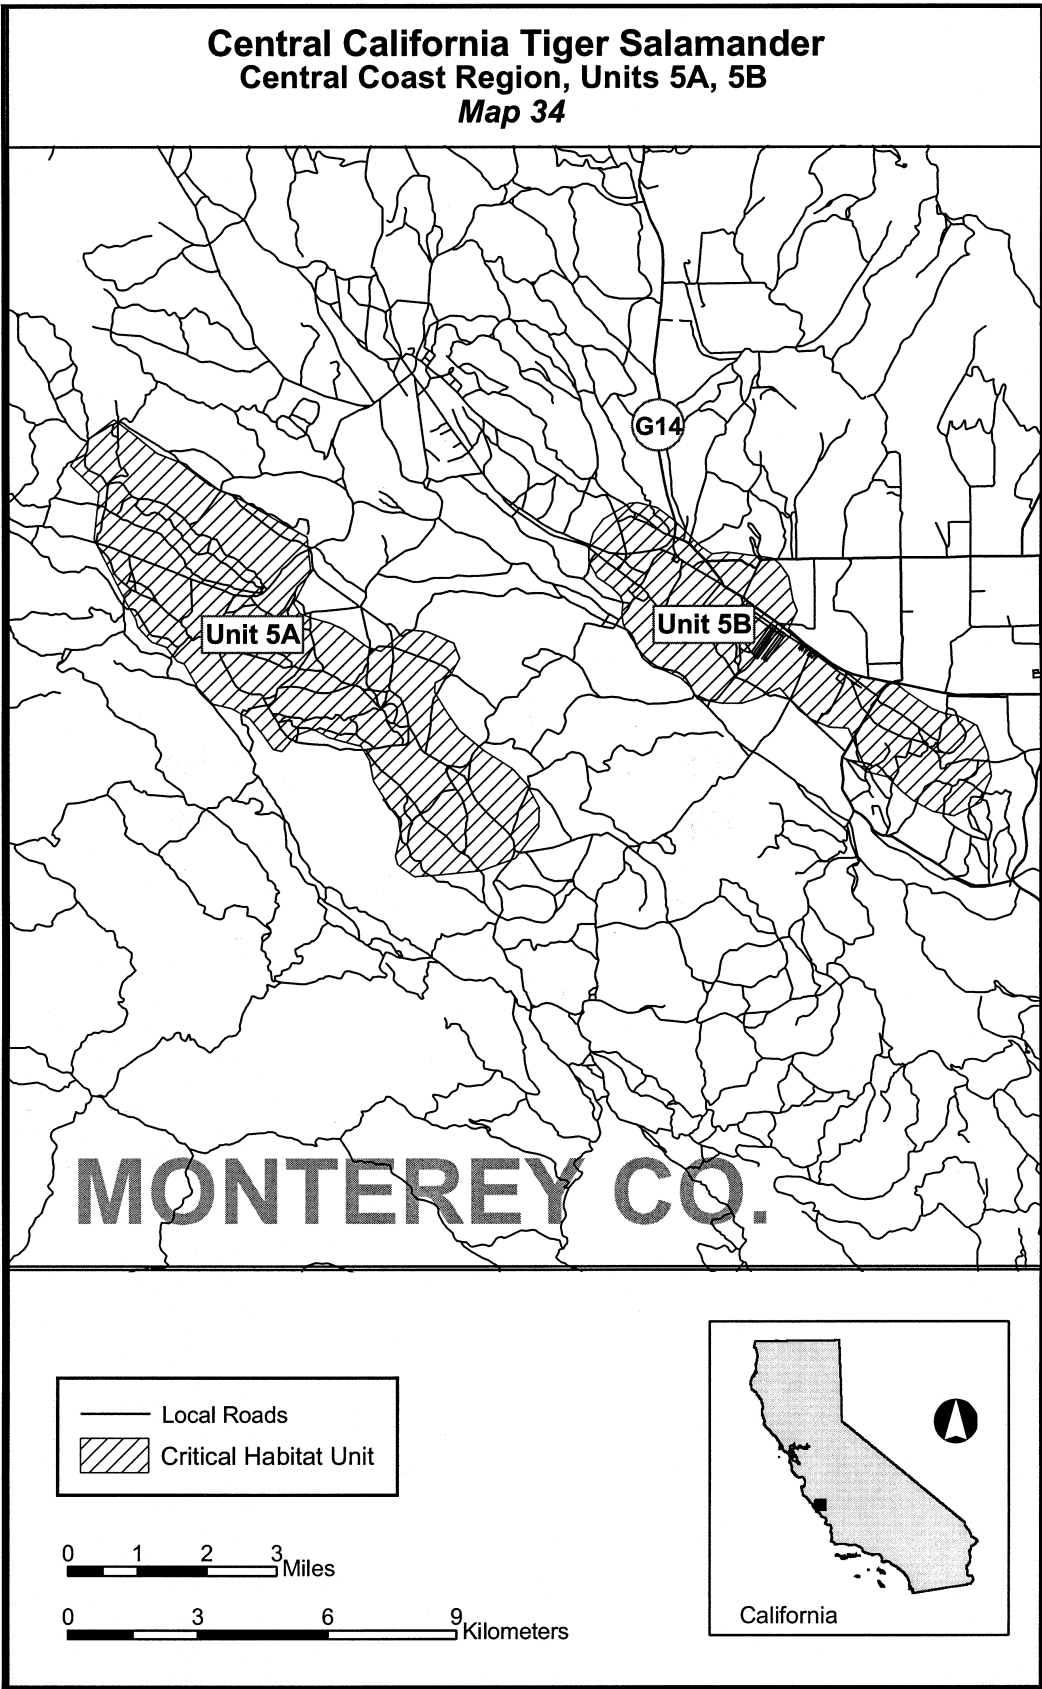 Central California Tiger Salamander
Central Coast Region, Units 5A, 5B
Map 34
G14
Unit 5A
Unit 5B
MONTEREY CO.
Local Roads
Critical Habitat Unit
0 1 2 3 Miles
0 3 6 9 Kilometers
California